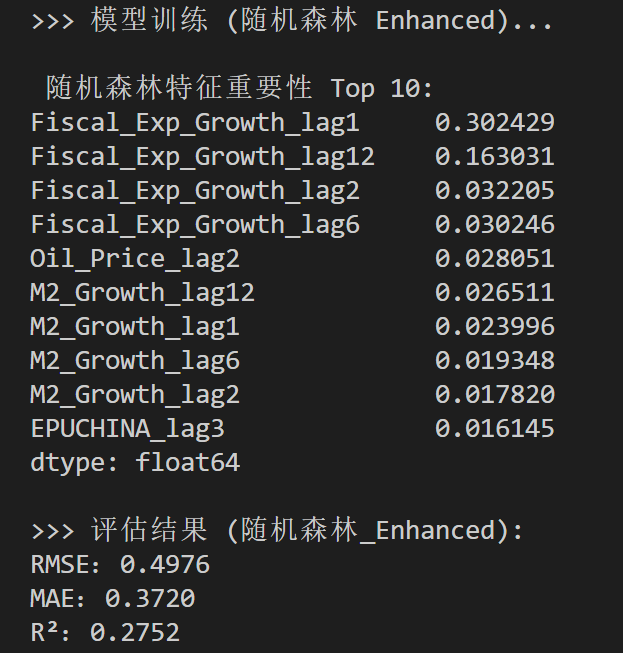 >>> 模型训练 (随机森林 Enhanced)...
随机森林特征重要性 Top 10:
Fiscal_Exp_Growth_lag1 0.302429
Fiscal_Exp_Growth_lag12 0.163031
Fiscal_Exp_Growth_lag2 0.032205
Fiscal_Exp_Growth_lag6 0.030246
Oil_Price_lag2 0.028051
M2_Growth_lag12 0.026511
M2_Growth_lag1 0.023996
M2_Growth_lag6 0.019348
M2_Growth_lag2 0.017820
EPUCHINA_lag3 0.016145
dtype: float64
>>> 评估结果 (随机森林_Enhanced):
RMSE: 0.4976
MAE: 0.3720
R²: 0.2752